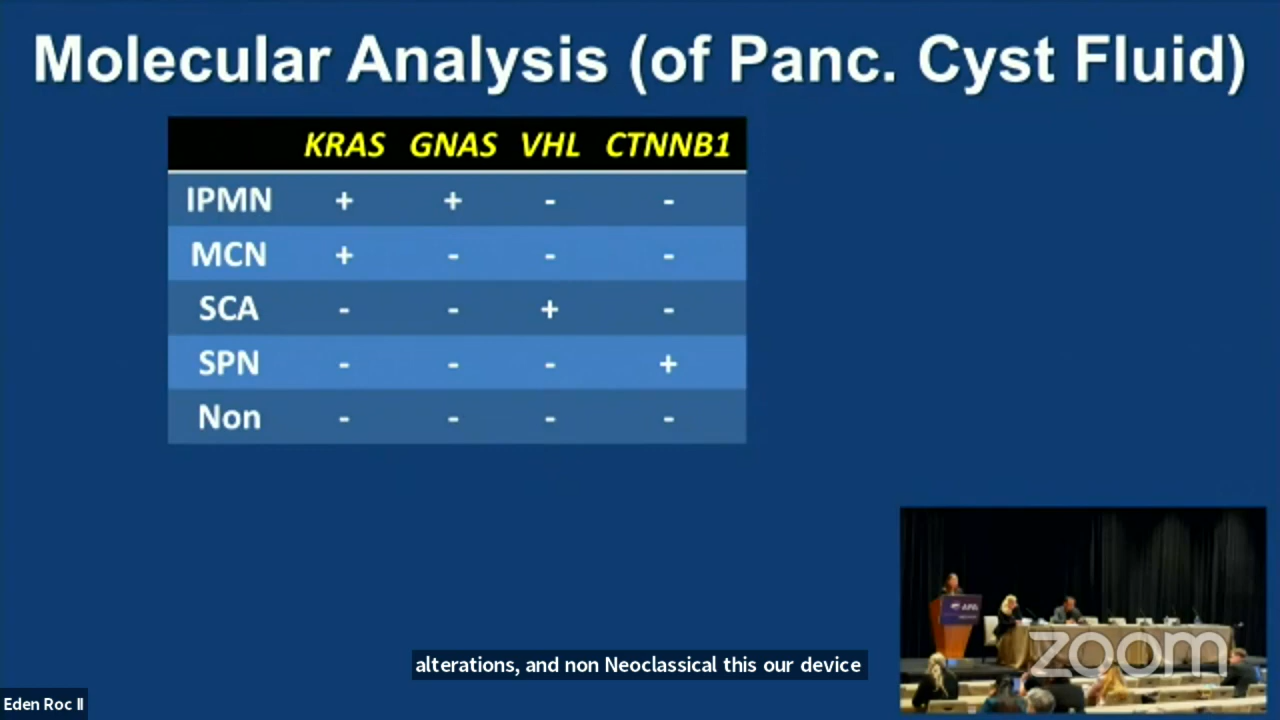 Molecular Analysis (of Panc. Cyst Fluid)
KRAS GNAS VHL CTNNB1
IPMN + + - -
MCN + - - -
SCA - - + -
SPN - - - +
Non - - - -
alterations, and non Neoclassical this our device
zoom
Eden Roc II